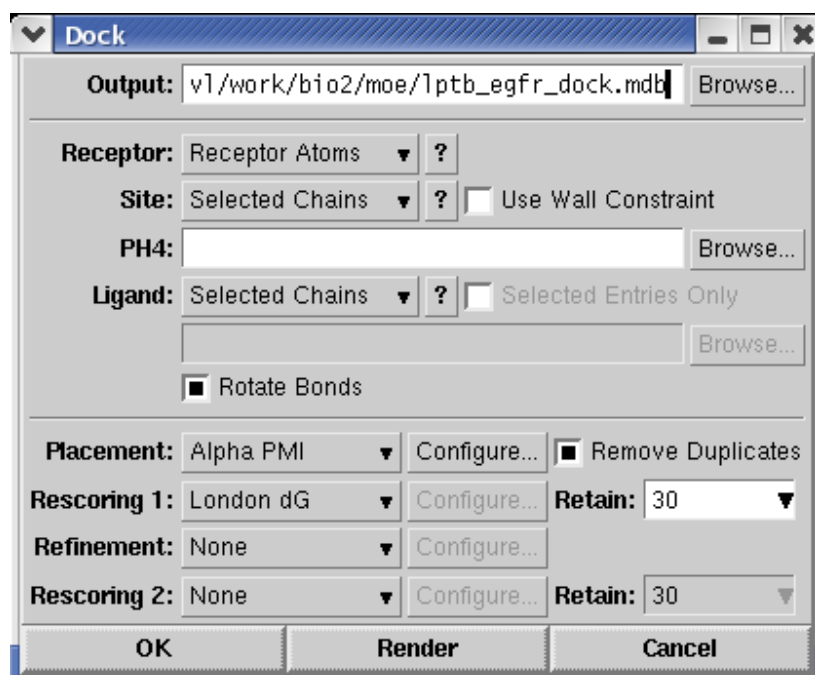 Dock
Output: vl/work/bio2/moe/lptb_egfr_dock.mdb Browse...
Receptor: Receptor Atoms ?
Site: Selected Chains ? Use Wall Constraint
PH4: Browse...
Ligand: Selected Chains ? Selected Entries Only
Browse...
Rotate Bonds
Placement: Alpha PMI Configure... Remove Duplicates
Rescoring 1: London dG Configure... Retain: 30
Refinement: None Configure...
Rescoring 2: None Configure... Retain: 30
OK Render Cancel